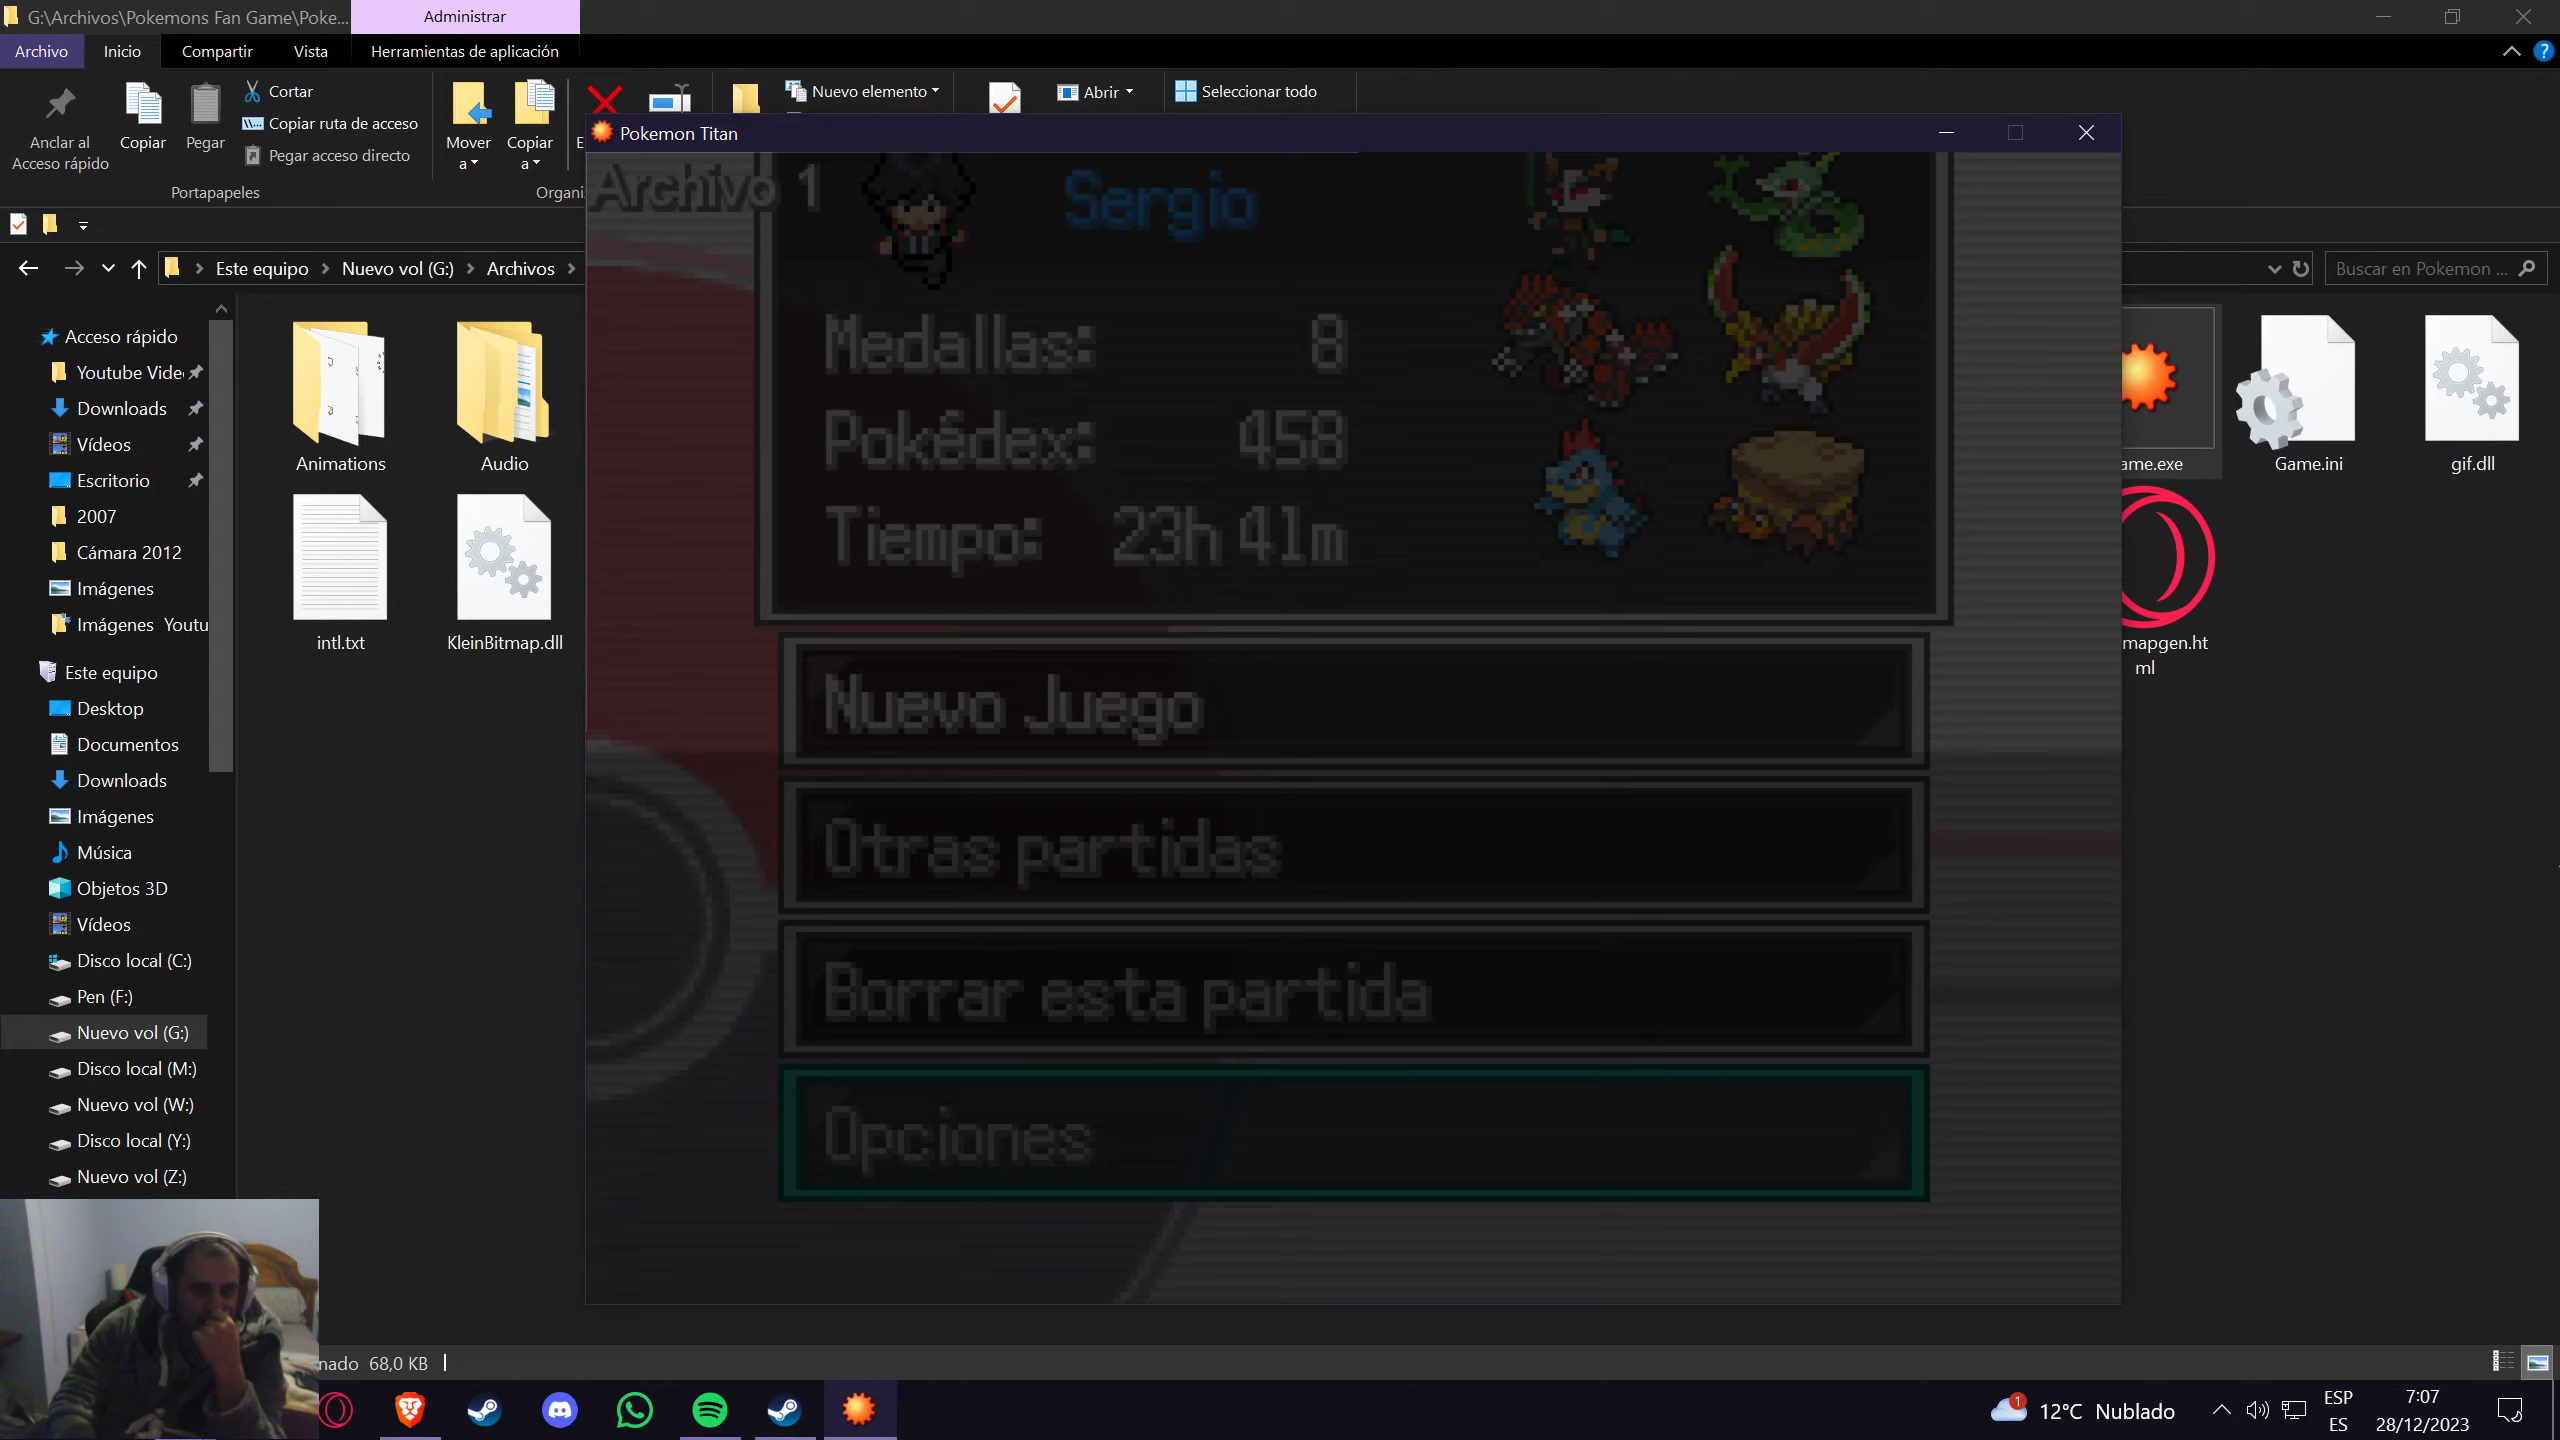 G:\Archivos\Pokemons Fan Game\Poke...
Administrar
Archivo
Inicio
Compartir
Vista
Herramientas de aplicación
Anclar al
Acceso rápido
Copiar
Pegar
Cortar
Copiar ruta de acceso
Pegar acceso directo
Portapapeles
Mover
a
Copiar
a
E
Organi
Nuevo elemento
Abrir
Seleccionar todo
Este equipo
Nuevo vol (G:)
Archivos
Buscar en Pokemon ...
Pokemon Titan
Archivo 1
Sergio
Medallas:
8
Pokédex:
458
Tiempo:
23h 41m
Nuevo Juego
Otras partidas
Borrar esta partida
Opciones
Acceso rápido
Youtube Vide
Downloads
Vídeos
Escritorio
2007
Cámara 2012
Imágenes
Imágenes Youtu
Este equipo
Desktop
Documentos
Downloads
Imágenes
Música
Objetos 3D
Vídeos
Disco local (C:)
Pen (F:)
Nuevo vol (G:)
Disco local (M:)
Nuevo vol (W:)
Disco local (Y:)
Nuevo vol (Z:)
Animations
Audio
intl.txt
KleinBitmap.dll
ame.exe
Game.ini
gif.dll
mapgen.ht
ml
nado 68,0 KB
1
12°C Nublado
ESP
ES
7:07
28/12/2023